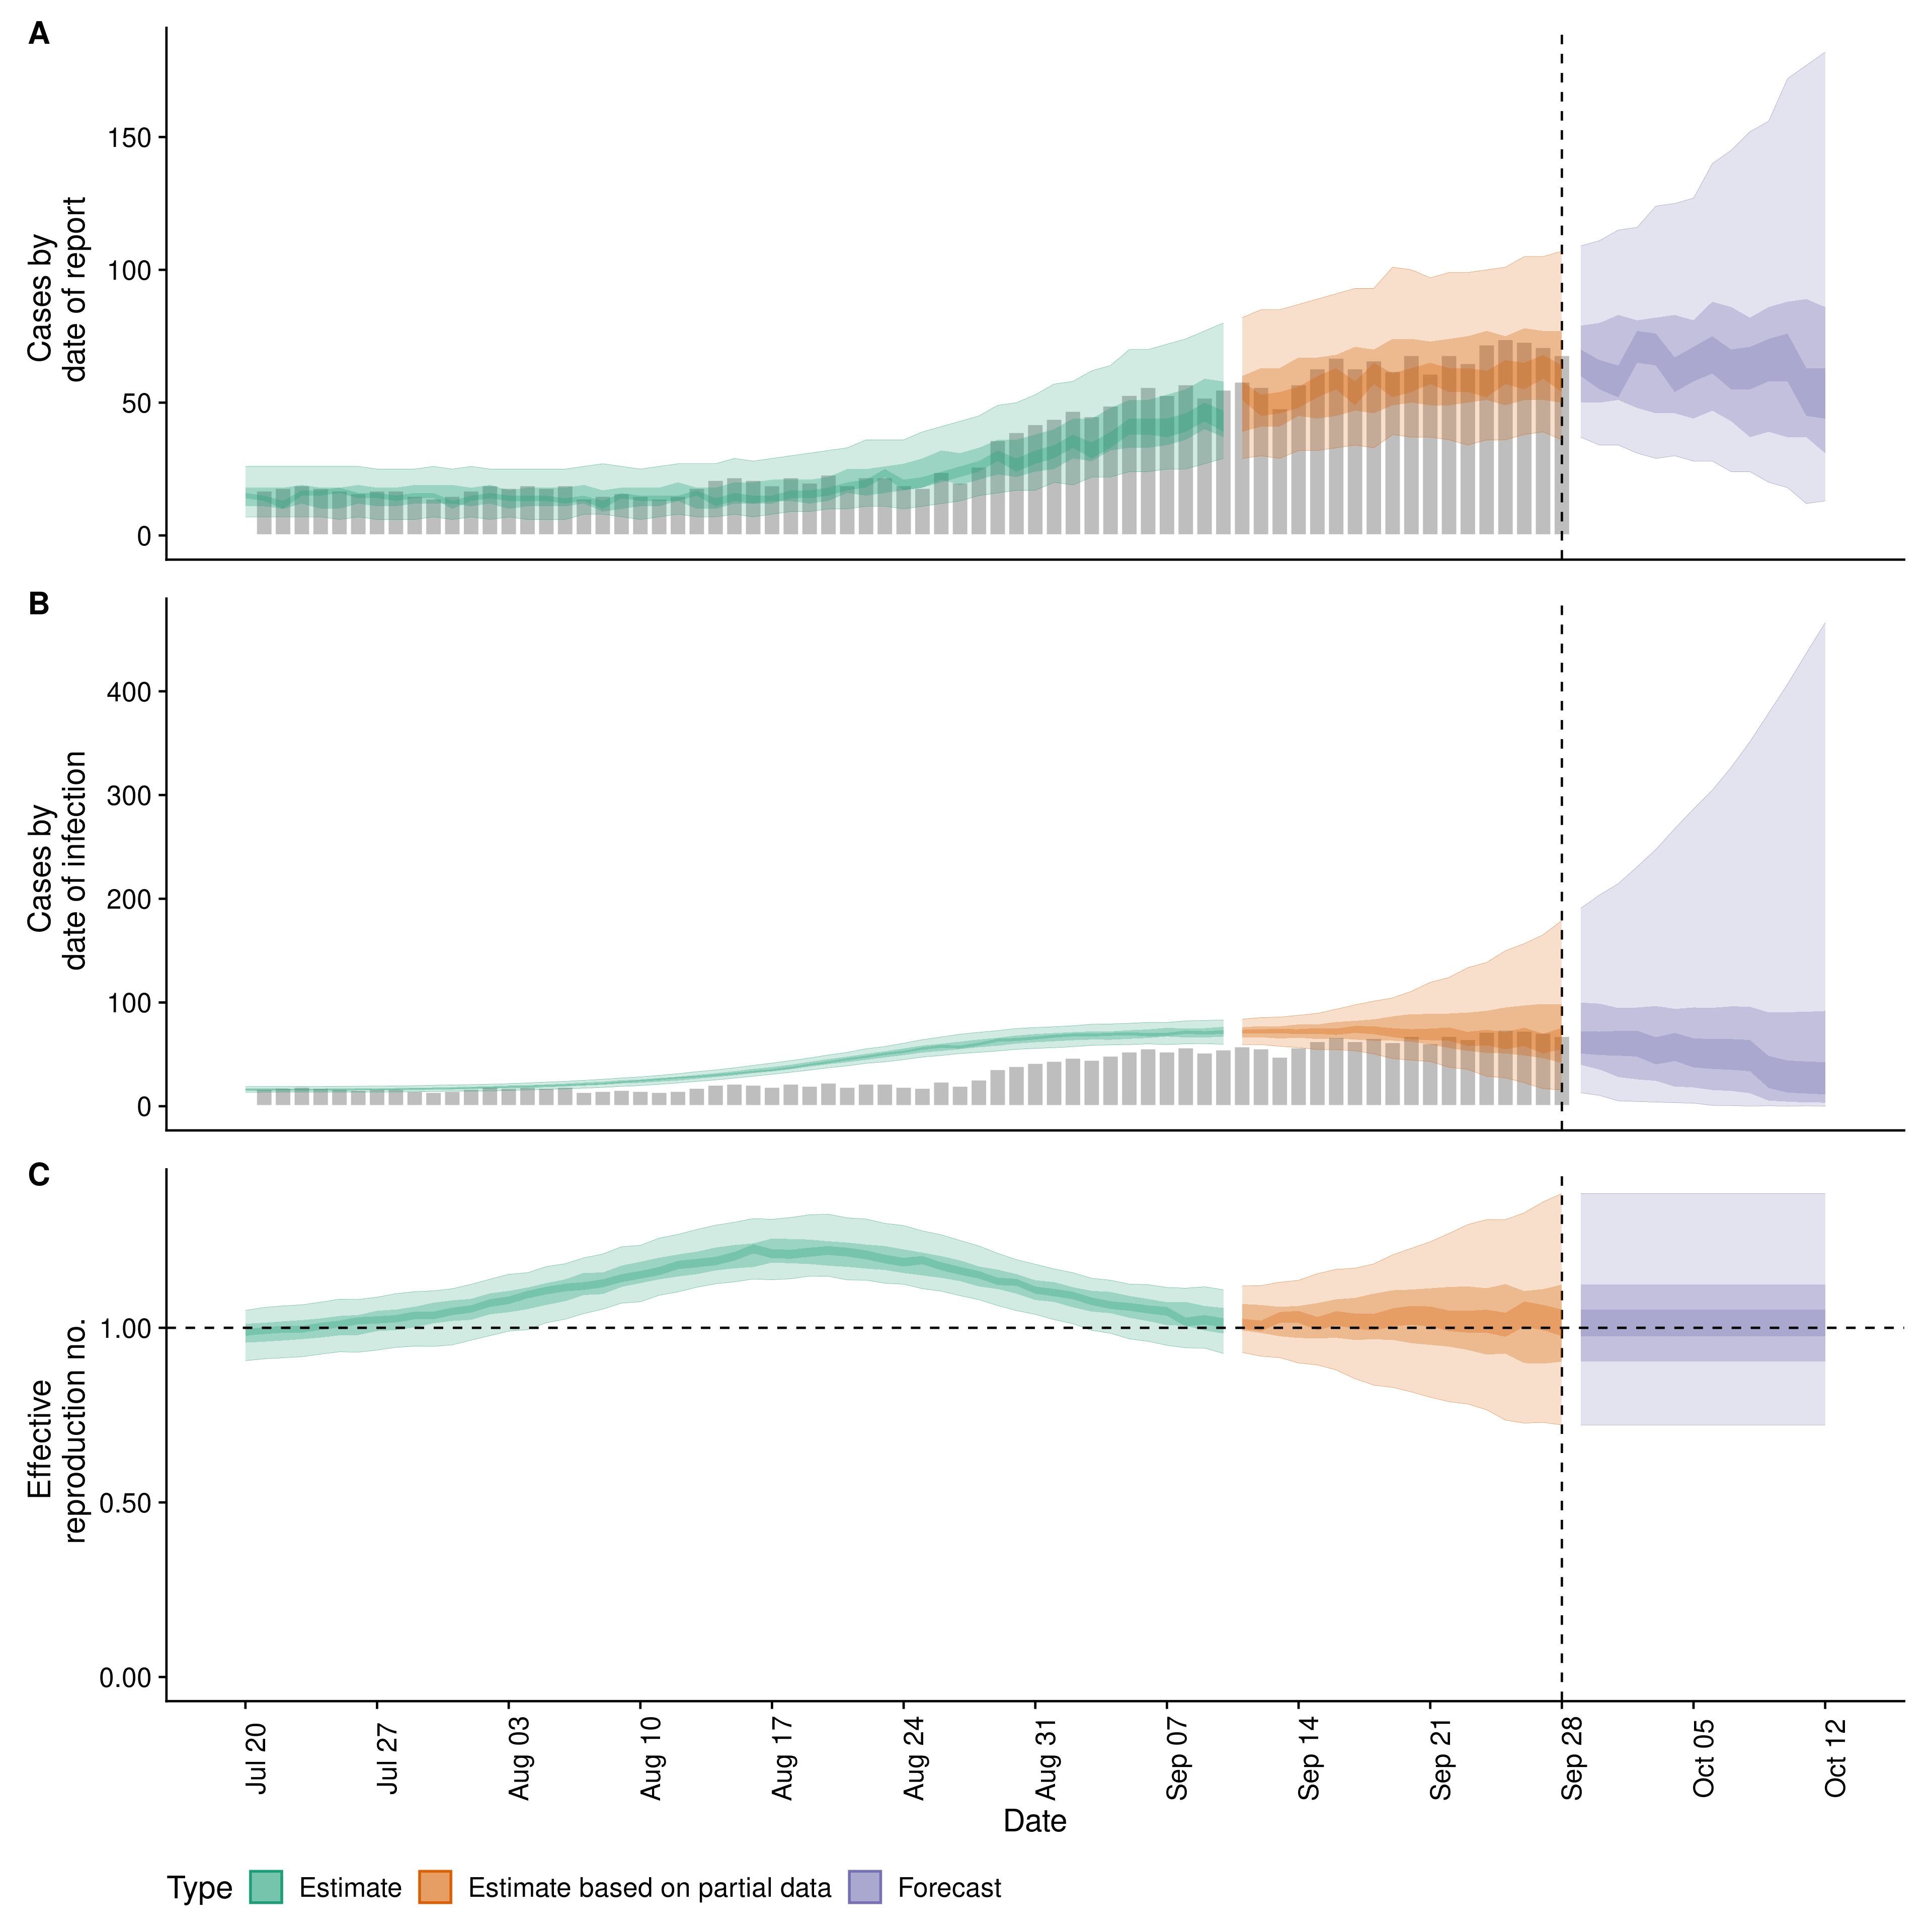 A
Cases by
date of report
150
100
50
0
B
Cases by
date of infection
400
300
200
100
0
C
Effective
reproduction no.
1.00
0.50
0.00
Jul 20
Jul 27
Aug 03
Aug 10
Aug 17
Aug 24
Aug 31
Sep 07
Sep 14
Sep 21
Sep 28
Oct 05
Oct 12
Date
Type Estimate Estimate based on partial data Forecast